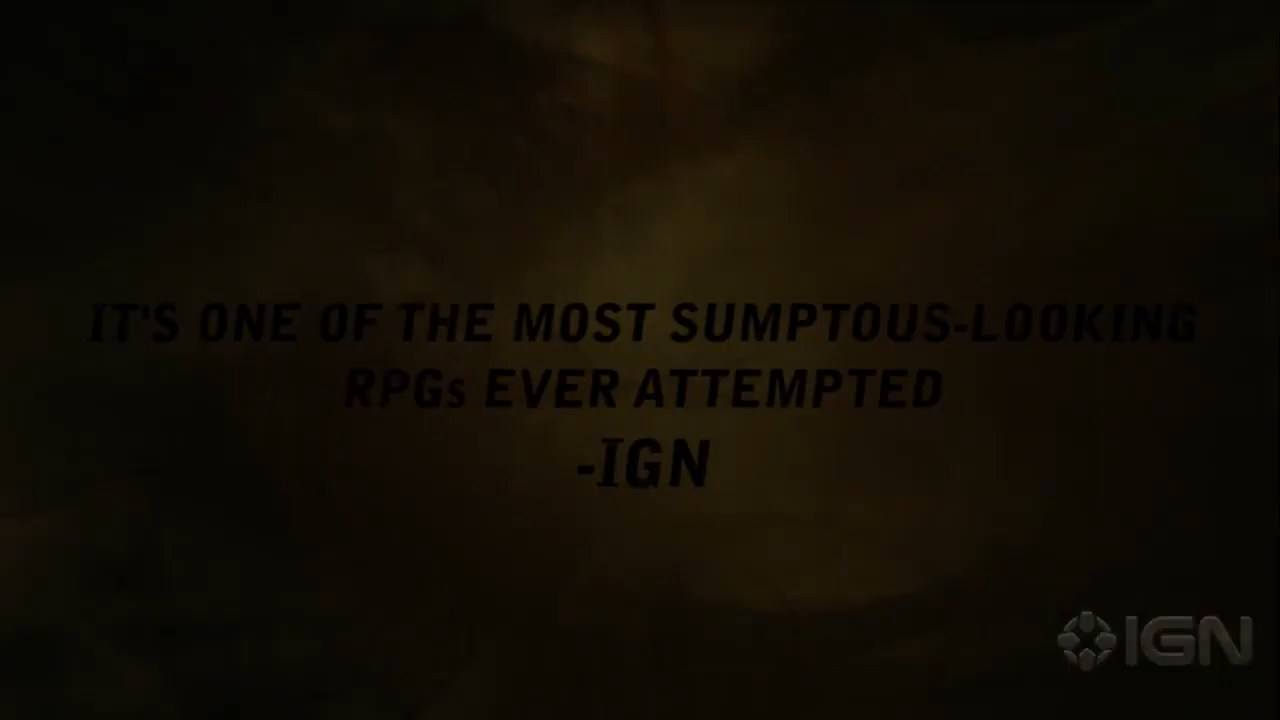 IT'S ONE OF THE MOST SUMPTOUS-LOOKING
RPGs EVER ATTEMPTED
-IGN
IGN